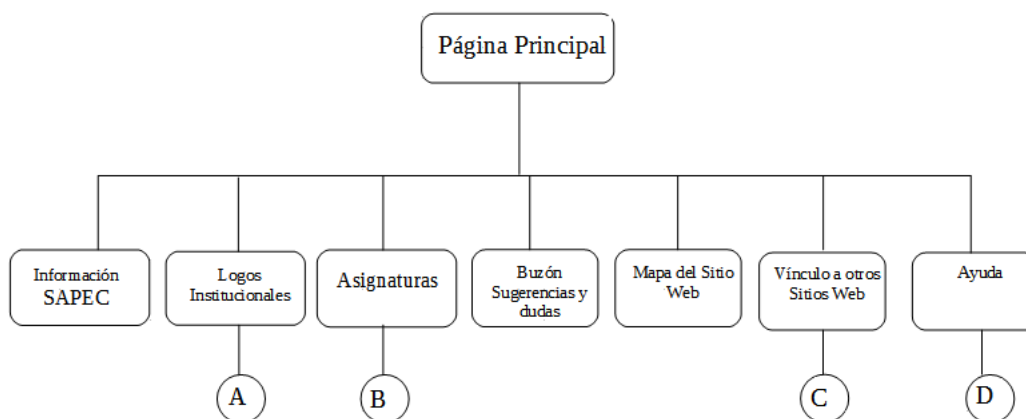 Página Principal
Información
SAPEC
Logos
Institucionales
Asignaturas
Buzón
Sugerencias y
dudas
Mapa del Sitio
Web
Vínculo a otros
Sitios Web
Ayuda
A
B
C
D